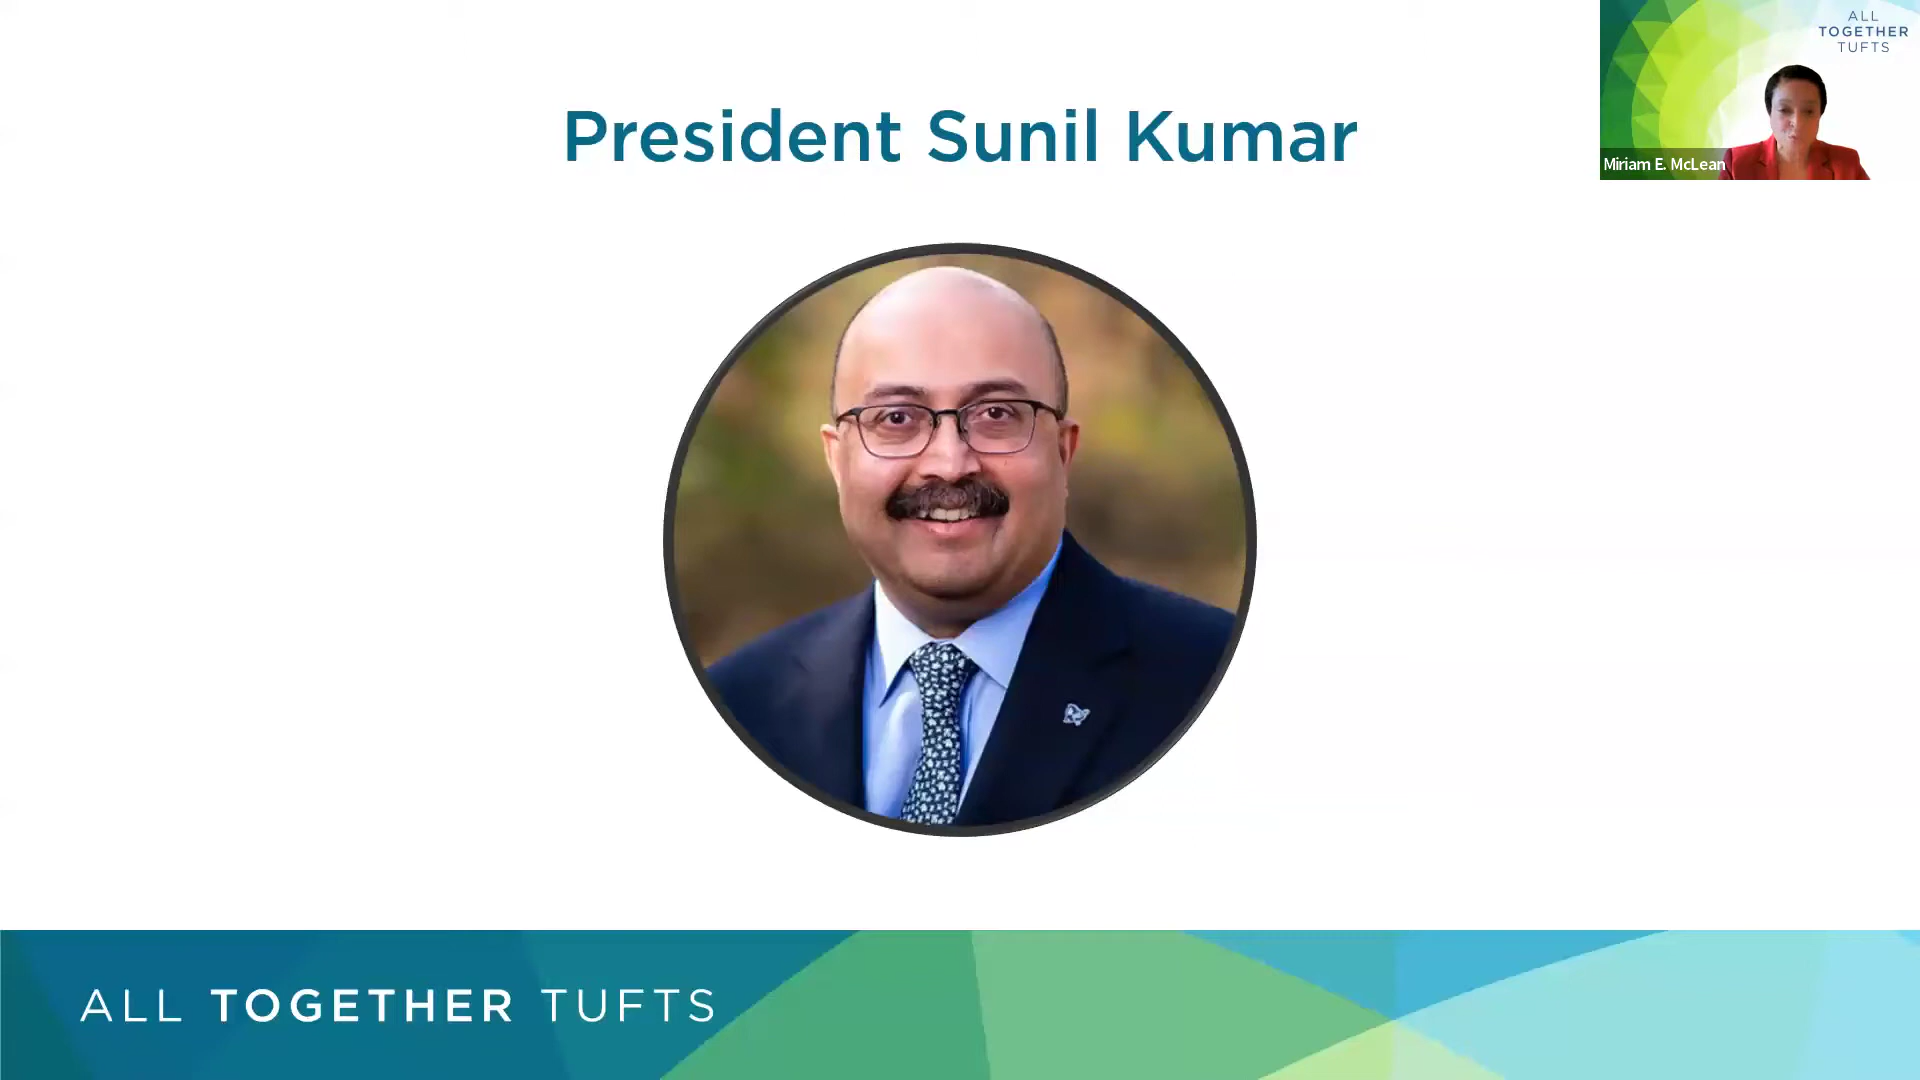 President Sunil Kumar
ALL
TOGETHER
TUFTS
Miriam E. McLean
ALL TOGETHER TUFTS